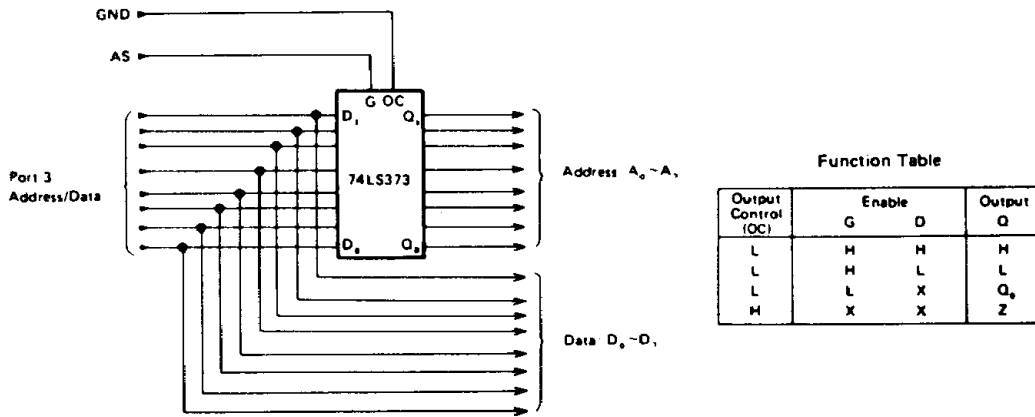 GND
AS
G OC
D₁ Q₁
74LS373
D₈ Q₈
Port 3
Address/Data
Address: A₀~A₇
Data: D₀~D₇
Function Table
Output Control (OC) Enable Output
G D Q
L H H H
L H L L
L L X Q₀
H X X Z